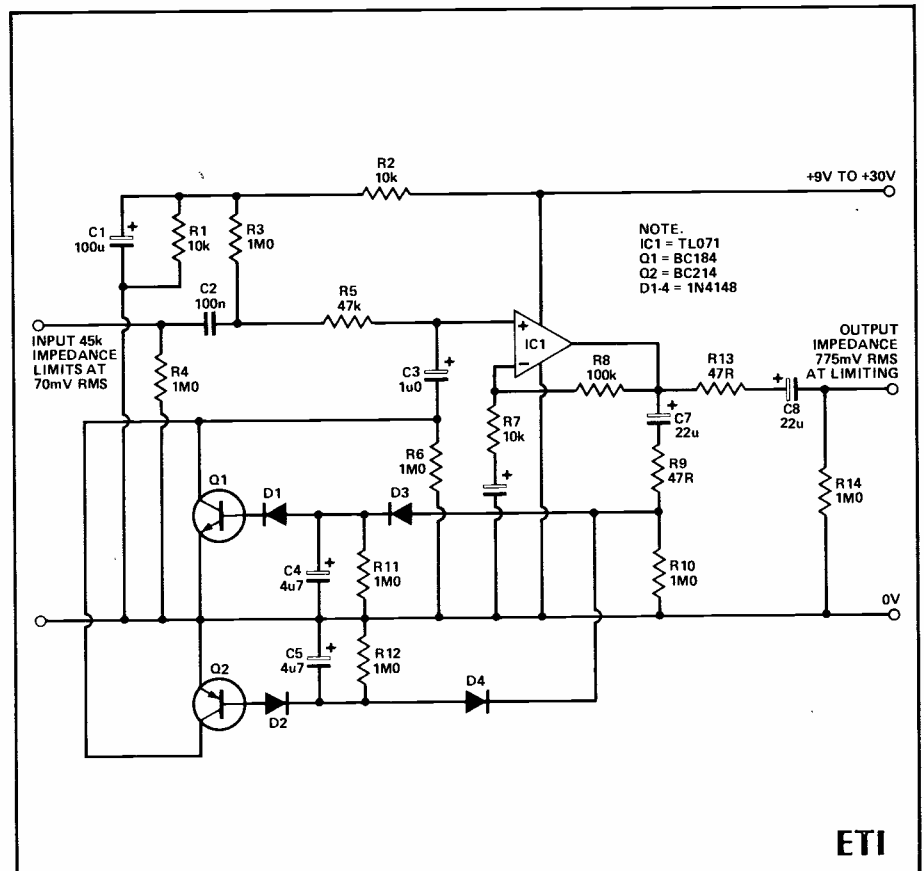 R2
10k
+9V TO +30V
C1
100u
+
R1
10k
R3
1M0
NOTE.
IC1 = TL071
Q1 = BC184
Q2 = BC214
D1-4 = 1N4148
C2
100n
R5
47k
INPUT 45k
IMPEDANCE
LIMITS AT
70mV RMS
R4
1M0
+
C3
1u0
+
−
IC1
R8
100k
R13
47R
+
C8
22u
OUTPUT
IMPEDANCE
775mV RMS
AT LIMITING
R7
10k
+
+
C7
22u
R6
1M0
R9
47R
R14
1M0
Q1
D1
D3
+
C4
4u7
R11
1M0
R10
1M0
0V
Q2
C5
4u7
+
R12
1M0
D2
D4
ETI